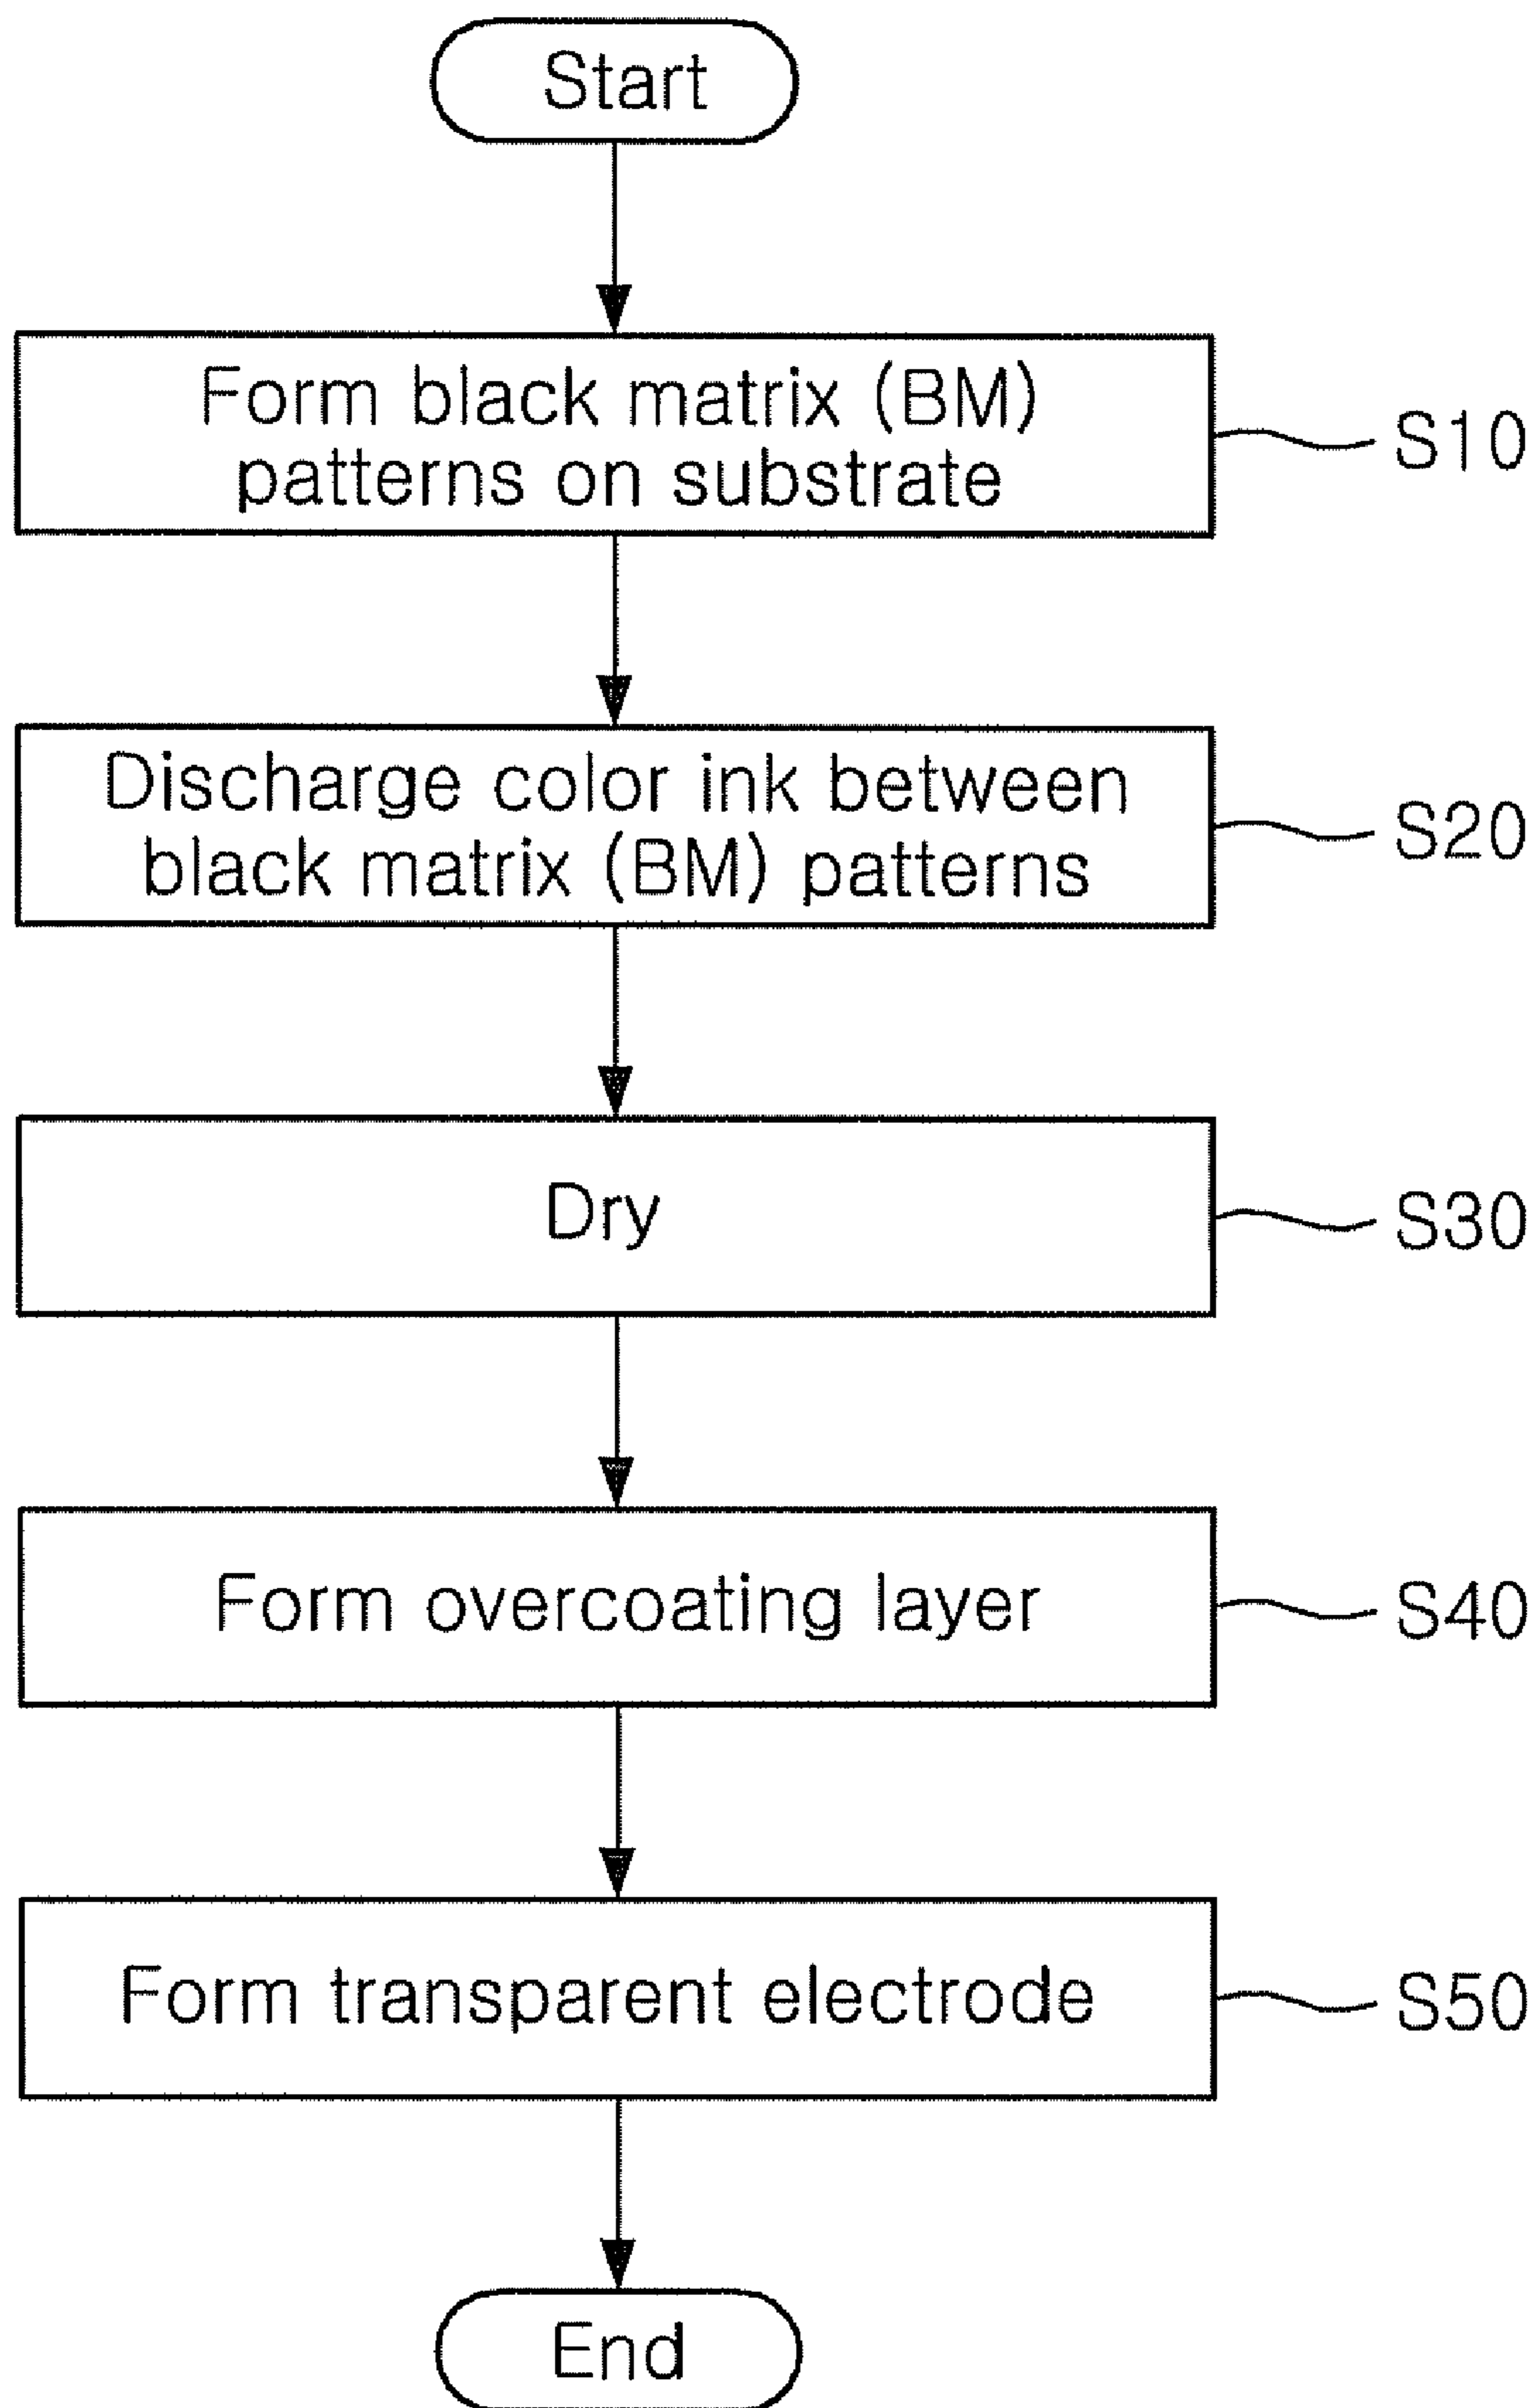 Start
Form black matrix (BM)
patterns on substrate
S10
Discharge color ink between
black matrix (BM) patterns
S20
Dry
S30
Form overcoating layer
S40
Form transparent electrode
S50
End